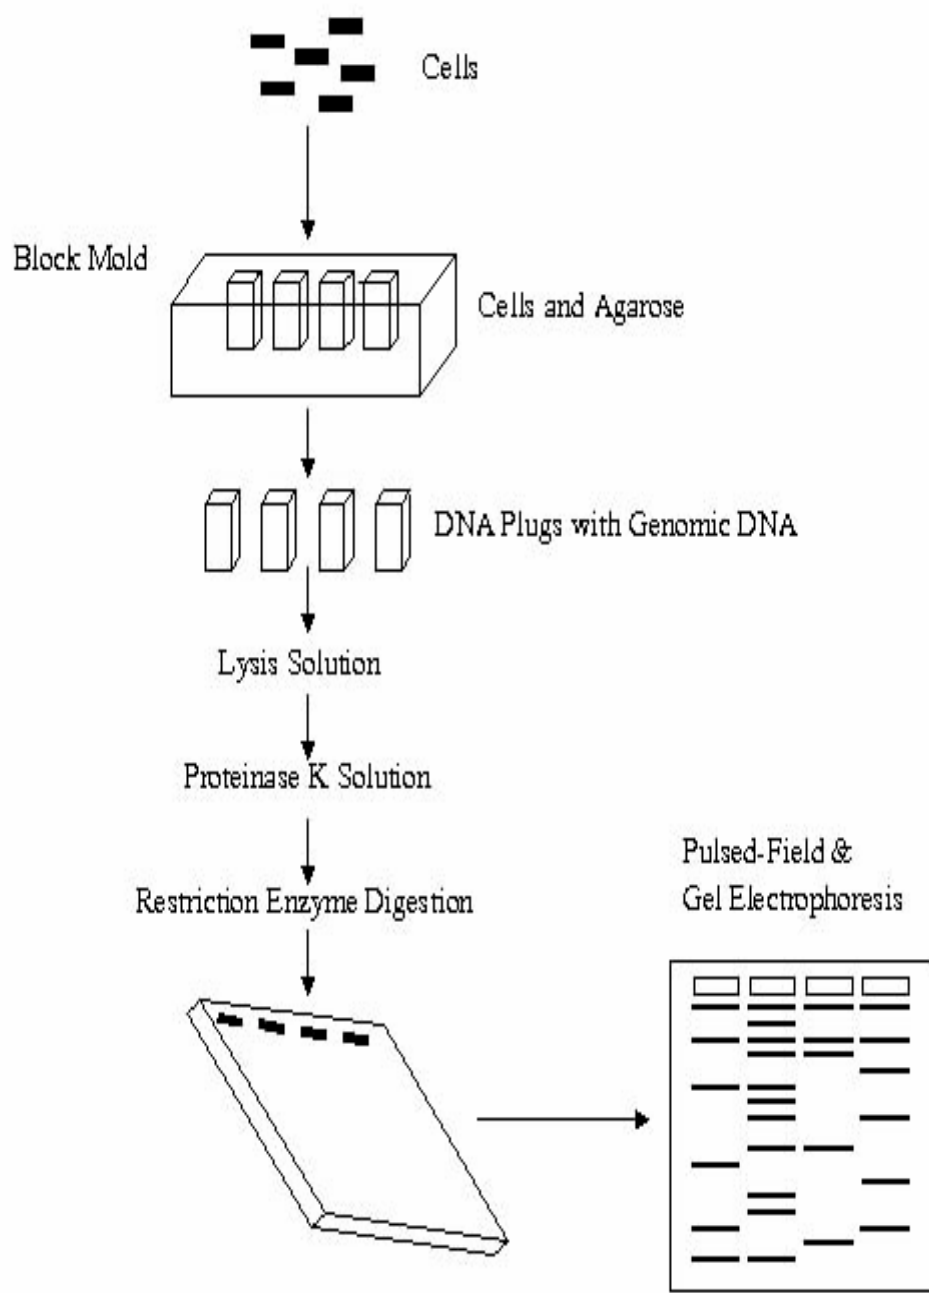 Cells
Block Mold
Cells and Agarose
DNA Plugs with Genomic DNA
Lysis Solution
Proteinase K Solution
Restriction Enzyme Digestion
Pulsed-Field &
Gel Electrophoresis